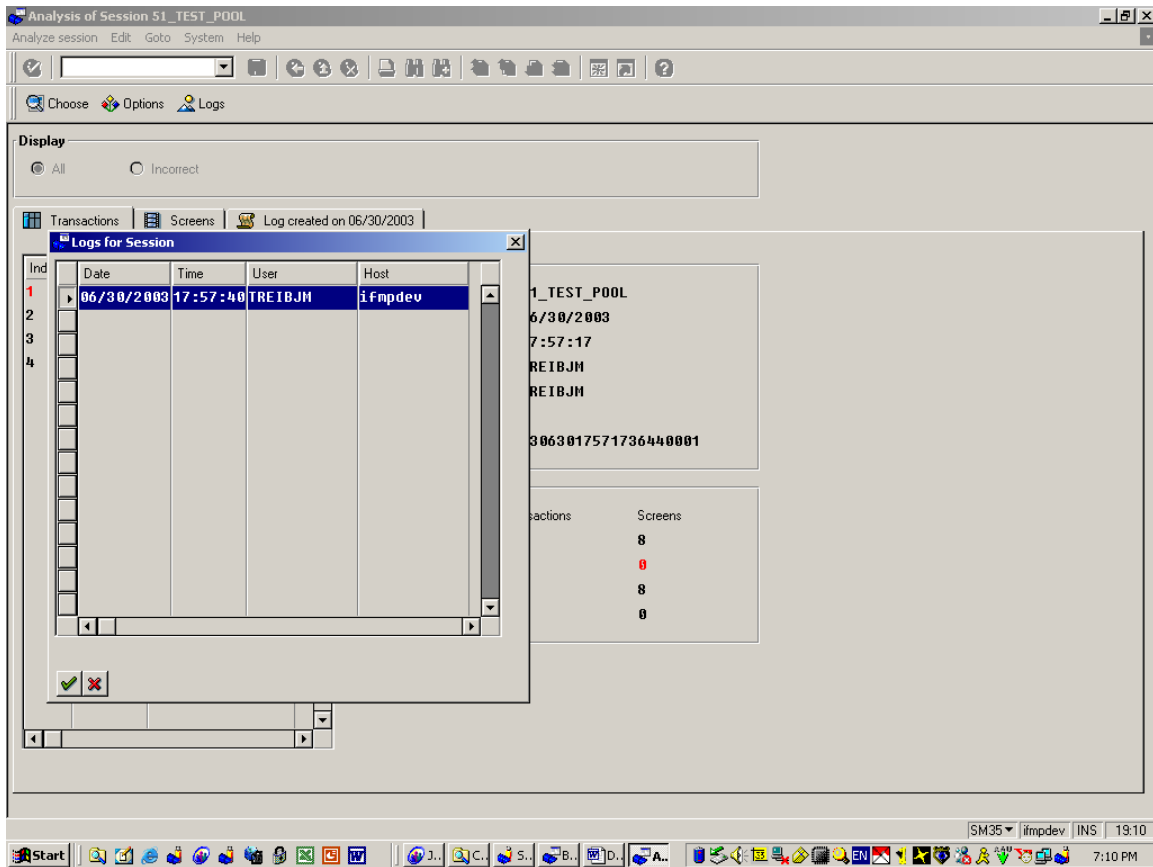 Analysis of Session 51_TEST_POOL
Analyze session Edit Goto System Help
Choose Options Logs
Display
All Incorrect
Transactions Screens Log created on 06/30/2003
Logs for Session
Ind
Date Time User Host
06/30/2003 17:57:40 TREIBJM ifmpdev
1
2
3
4
1_TEST_POOL
6/30/2003
7:57:17
REIBJM
REIBJM
3063017571736440001
sactions Screens
8
0
8
0
SM35 ifmpdev INS 19:10
Start J.. C.. S.. B.. D.. A.. EN 7:10 PM